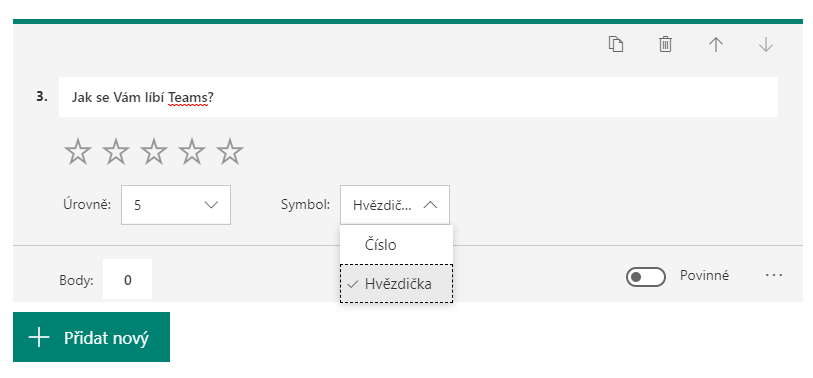 3. Jak se Vám líbí Teams?
Úrovně: 5 Symbol: Hvězdič...
Číslo
Hvězdička
Body: 0 Povinné ...
Přidat nový